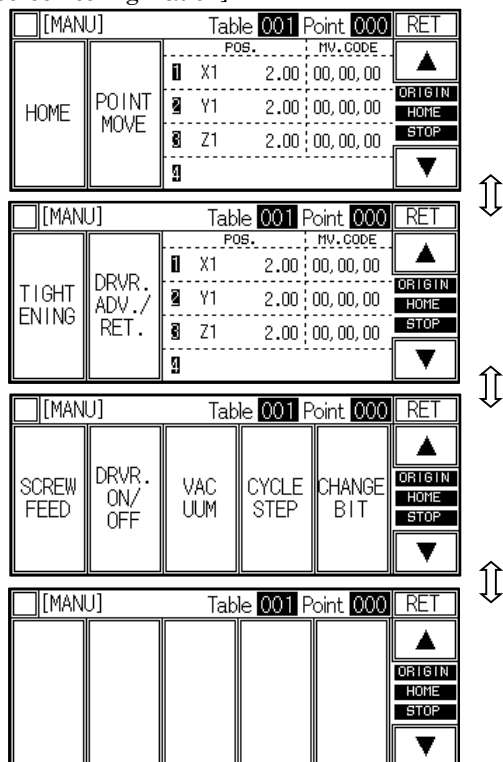 [MANU] Table 001 Point 000 RET
POS. MV.CODE
HOME
POINT MOVE
1 X1 2.00 00,00,00
2 Y1 2.00 00,00,00
3 Z1 2.00 00,00,00
4
▲
ORIGIN
HOME
STOP
▼
[MANU] Table 001 Point 000 RET
POS. MV.CODE
TIGHT
ENING
DRVR.
ADV./
RET.
1 X1 2.00 00,00,00
2 Y1 2.00 00,00,00
3 Z1 2.00 00,00,00
4
▲
ORIGIN
HOME
STOP
▼
[MANU] Table 001 Point 000 RET
SCREW
FEED
DRVR.
ON/
OFF
VAC
UUM
CYCLE
STEP
CHANGE
BIT
▲
ORIGIN
HOME
STOP
▼
[MANU] Table 001 Point 000 RET
▲
ORIGIN
HOME
STOP
▼